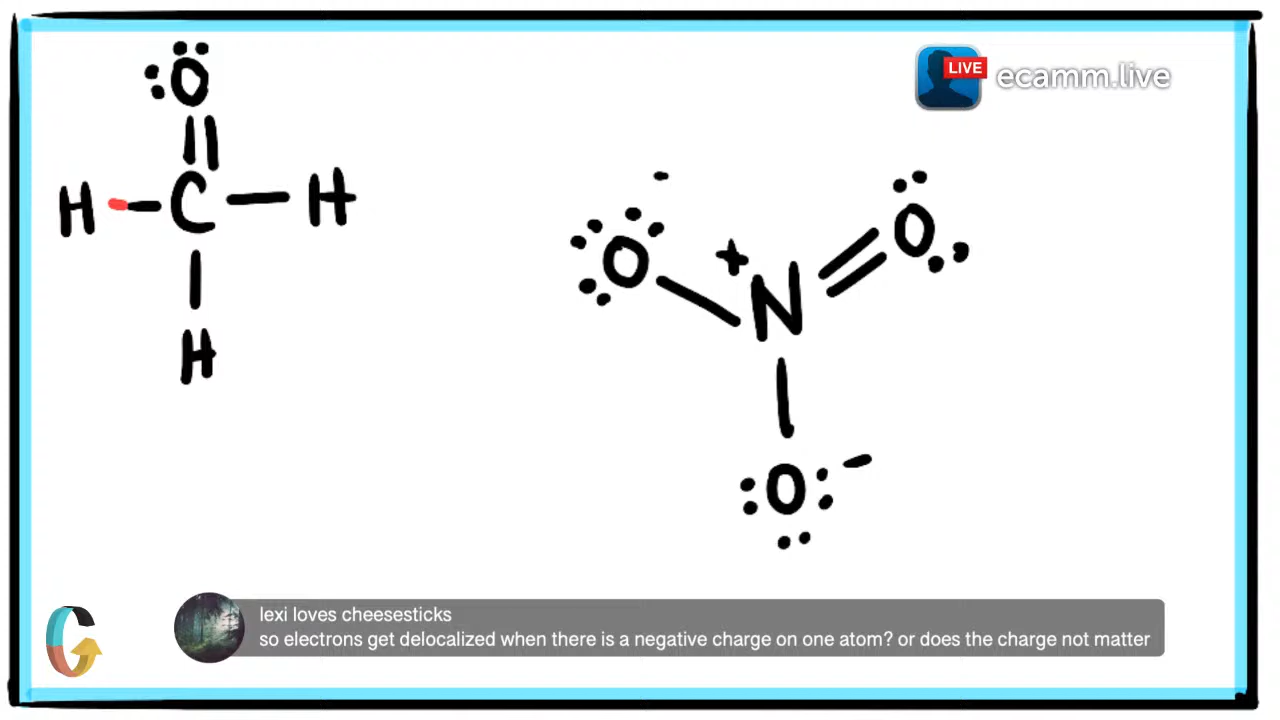 LIVE ecamm.live
O
H C H
H
-
O + N O
O -
lexi loves cheesesticks
so electrons get delocalized when there is a negative charge on one atom? or does the charge not matter